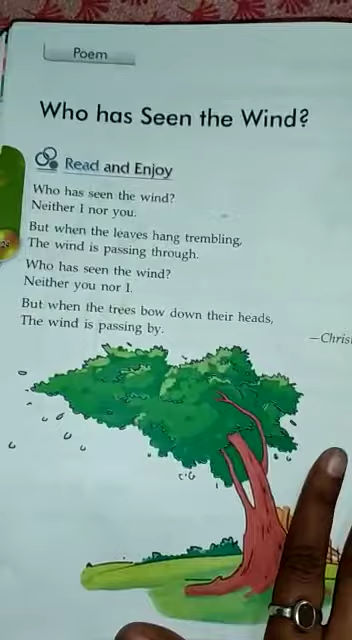 Poem
Who has Seen the Wind?
Read and Enjoy
Who has seen the wind?
Neither I nor you.
But when the leaves hang trembling,
The wind is passing through.
Who has seen the wind?
Neither you nor I.
But when the trees bow down their heads,
The wind is passing by.